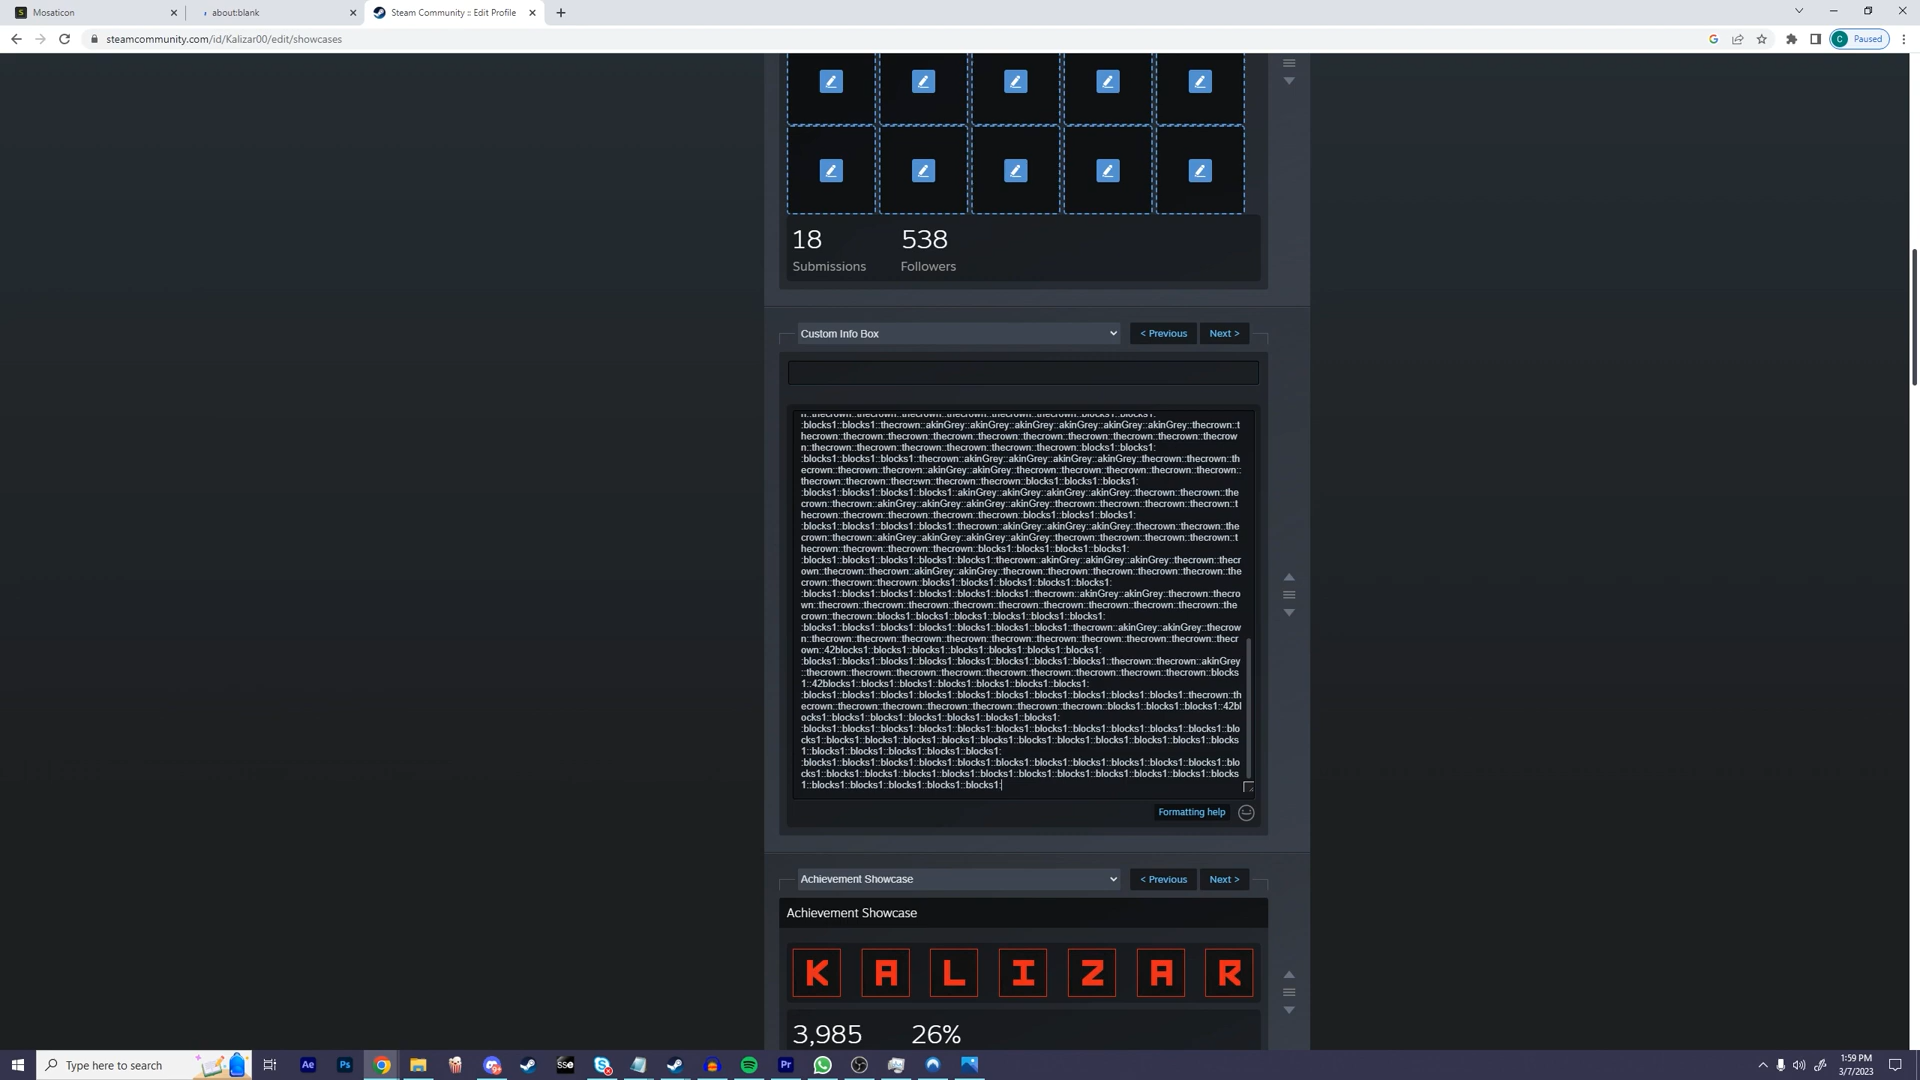 Mosaticon
about:blank
Steam Community :: Edit Profile
steamcommunity.com/id/Kalizar00/edit/showcases
C Paused
18 538
Submissions Followers
Custom Info Box < Previous Next >
:blocks1::blocks1::thecrown::akinGrey::akinGrey::akinGrey::akinGrey::akinGrey::akinGrey::thecrown::t
hecrown::thecrown::thecrown::thecrown::thecrown::thecrown::thecrown::thecrown::thecrown::thecrow
n::thecrown::thecrown::thecrown::thecrown::thecrown::blocks1::blocks1:
:blocks1::blocks1::blocks1::thecrown::akinGrey::akinGrey::akinGrey::akinGrey::thecrown::thecrown::th
ecrown::thecrown::thecrown::akinGrey::akinGrey::thecrown::thecrown::thecrown::thecrown::thecrown::
thecrown::thecrown::thecrown::thecrown::thecrown::blocks1::blocks1::blocks1:
:blocks1::blocks1::blocks1::blocks1::akinGrey::akinGrey::akinGrey::akinGrey::thecrown::thecrown::the
crown::thecrown::akinGrey::akinGrey::akinGrey::akinGrey::thecrown::thecrown::thecrown::thecrown::t
hecrown::thecrown::thecrown::thecrown::thecrown::blocks1::blocks1::blocks1:
:blocks1::blocks1::blocks1::blocks1::thecrown::akinGrey::akinGrey::akinGrey::thecrown::thecrown::the
crown::thecrown::akinGrey::akinGrey::akinGrey::akinGrey::thecrown::thecrown::thecrown::thecrown::t
hecrown::thecrown::thecrown::thecrown::blocks1::blocks1::blocks1::blocks1:
:blocks1::blocks1::blocks1::blocks1::blocks1::thecrown::akinGrey::akinGrey::akinGrey::thecrown::thecr
own::thecrown::thecrown::akinGrey::akinGrey::thecrown::thecrown::thecrown::thecrown::thecrown::the
crown::thecrown::thecrown::blocks1::blocks1::blocks1::blocks1::blocks1:
:blocks1::blocks1::blocks1::blocks1::blocks1::blocks1::thecrown::akinGrey::akinGrey::thecrown::thecro
wn::thecrown::thecrown::thecrown::thecrown::thecrown::thecrown::thecrown::thecrown::thecrown::the
crown::thecrown::blocks1::blocks1::blocks1::blocks1::blocks1::blocks1:
:blocks1::blocks1::blocks1::blocks1::blocks1::blocks1::blocks1::thecrown::akinGrey::akinGrey::thecrow
n::thecrown::thecrown::thecrown::thecrown::thecrown::thecrown::thecrown::thecrown::thecrown::thecr
own::42blocks1::blocks1::blocks1::blocks1::blocks1::blocks1::blocks1:
:blocks1::blocks1::blocks1::blocks1::blocks1::blocks1::blocks1::blocks1::thecrown::thecrown::akinGrey
::thecrown::thecrown::thecrown::thecrown::thecrown::thecrown::thecrown::thecrown::thecrown::blocks
1::42blocks1::blocks1::blocks1::blocks1::blocks1::blocks1::blocks1:
:blocks1::blocks1::blocks1::blocks1::blocks1::blocks1::blocks1::blocks1::blocks1::blocks1::thecrown::th
ecrown::thecrown::thecrown::thecrown::thecrown::thecrown::thecrown::blocks1::blocks1::blocks1::42bl
ocks1::blocks1::blocks1::blocks1::blocks1::blocks1::blocks1:
:blocks1::blocks1::blocks1::blocks1::blocks1::blocks1::blocks1::blocks1::blocks1::blocks1::blocks1::blo
cks1::blocks1::blocks1::blocks1::blocks1::blocks1::blocks1::blocks1::blocks1::blocks1::blocks1::blocks
1::blocks1::blocks1::blocks1::blocks1::blocks1:
:blocks1::blocks1::blocks1::blocks1::blocks1::blocks1::blocks1::blocks1::blocks1::blocks1::blocks1::blo
cks1::blocks1::blocks1::blocks1::blocks1::blocks1::blocks1::blocks1::blocks1::blocks1::blocks1::blocks
1::blocks1::blocks1::blocks1::blocks1::blocks1:
Formatting help
Achievement Showcase < Previous Next >
Achievement Showcase
K A L I Z A R
3,985 26%
Type here to search
1:59 PM
3/7/2023